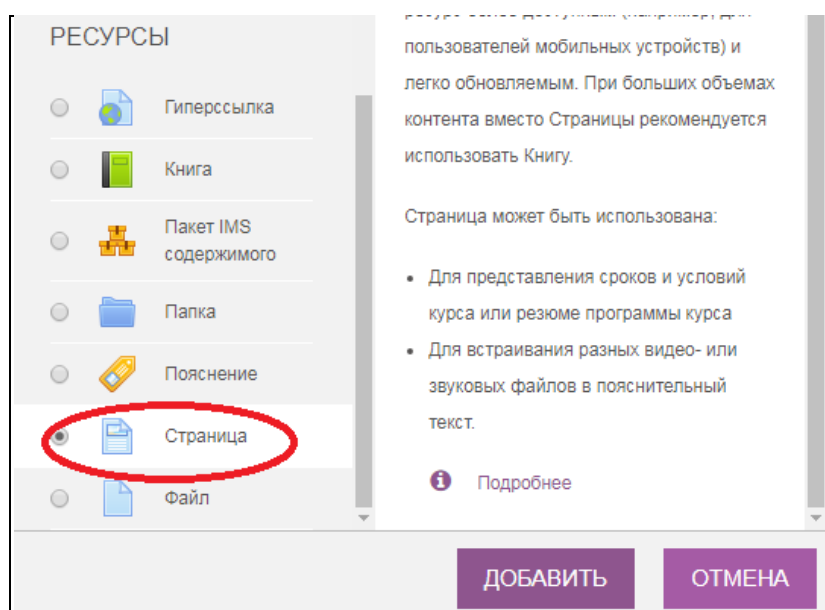 РЕСУРСЫ
Гиперссылка
Книга
Пакет IMS
содержимого
Папка
Пояснение
Страница
Файл
пользователей мобильных устройств) и
легко обновляемым. При больших объемах
контента вместо Страницы рекомендуется
использовать Книгу.
Страница может быть использована:
• Для представления сроков и условий
курса или резюме программы курса
• Для встраивания разных видео- или
звуковых файлов в пояснительный
текст.
Подробнее
ДОБАВИТЬ
ОТМЕНА